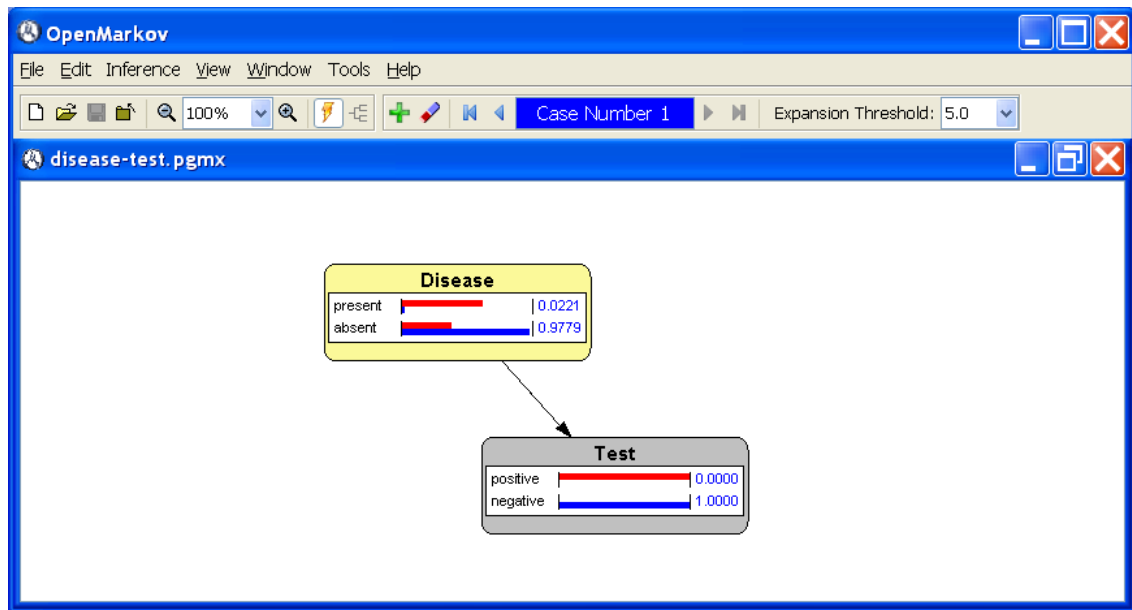 OpenMarkov
File Edit Inference View Window Tools Help
100% Case Number 1 Expansion Threshold: 5.0
disease-test.pgmx
Disease
present 0.0221
absent 0.9779
Test
positive 0.0000
negative 1.0000